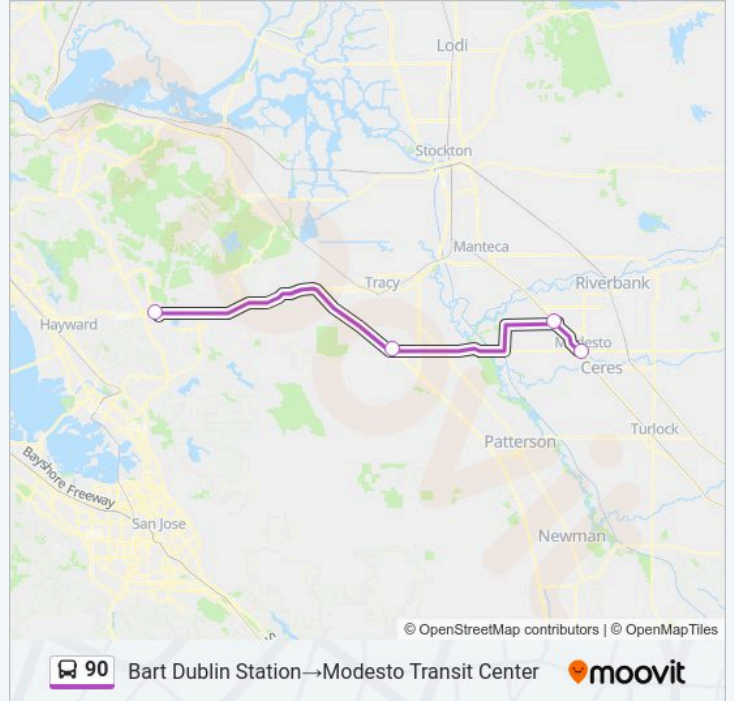 Lodi
Stockton
Manteca
Tracy
Riverbank
Hayward
Modesto
Ceres
Turlock
Patterson
Bayshore Freeway
San Jose
Newman
© OpenStreetMap contributors | © OpenMapTiles
90 Bart Dublin Station→Modesto Transit Center moovit